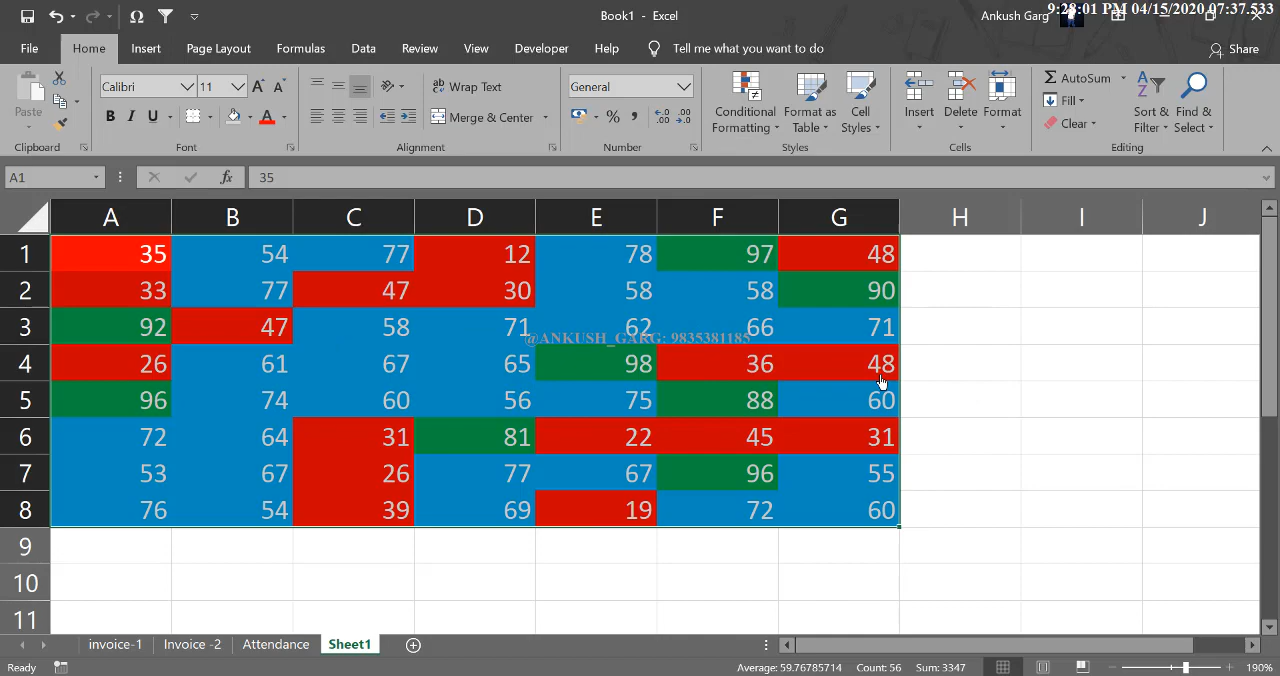 Book1 - Excel
Ankush Garg
9:28:01 PM 04/15/2020 07:37.533
File Home Insert Page Layout Formulas Data Review View Developer Help Tell me what you want to do Share
Paste
Calibri 11
B I U
Wrap Text
Merge & Center
General
Conditional Formatting
Format as Table
Cell Styles
Insert
Delete
Format
AutoSum
Fill
Clear
Sort & Filter
Find & Select
Clipboard Font Alignment Number Styles Cells Editing
A1 fx 35
A B C D E F G H I J
1 35 54 77 12 78 97 48
2 33 77 47 30 58 58 90
3 92 47 58 71 62 66 71
@ANKUSH_GARG: 9835381185
4 26 61 67 65 98 36 48
5 96 74 60 56 75 88 60
6 72 64 31 81 22 45 31
7 53 67 26 77 67 96 55
8 76 54 39 69 19 72 60
9
10
11
invoice-1 Invoice -2 Attendance Sheet1
Ready Average: 59.76785714 Count: 56 Sum: 3347 190%